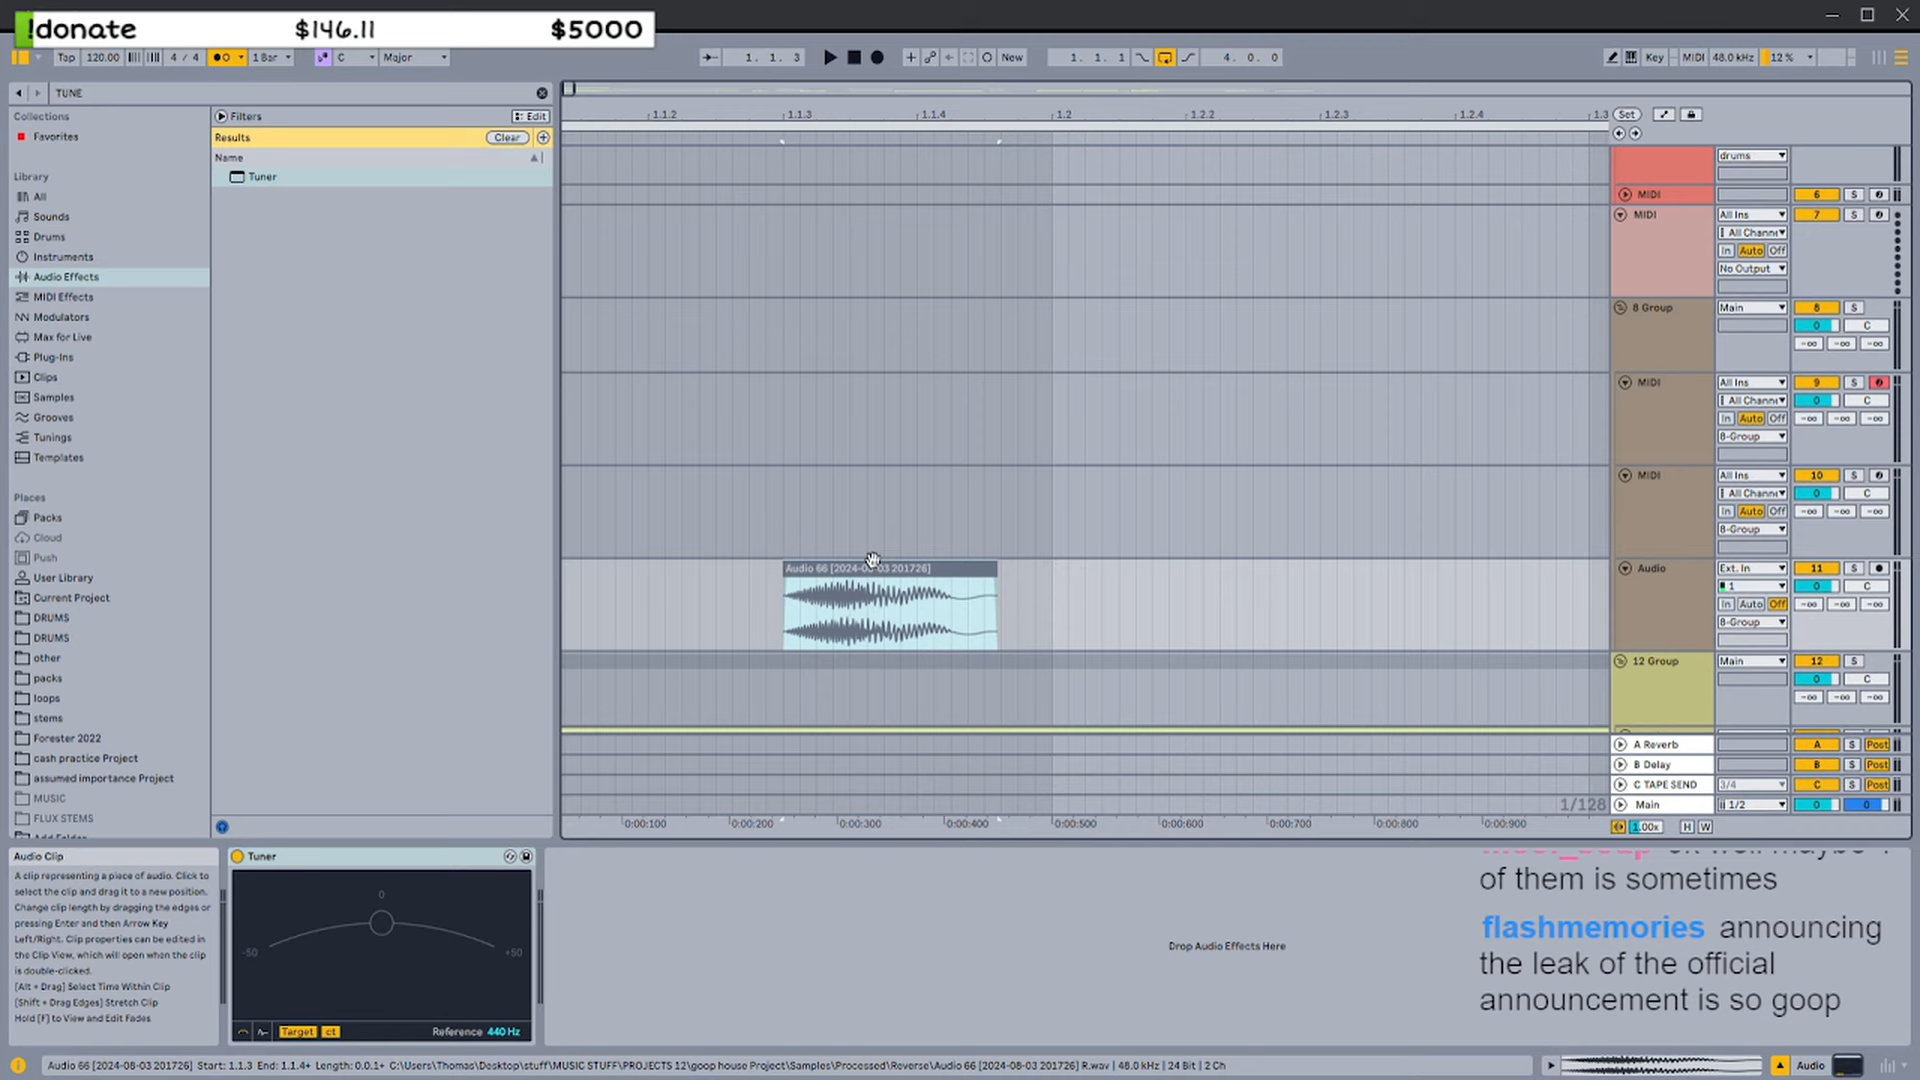 !donate $146.11 $5000
Tap 120.00 4 / 4 1 Bar C Major 1. 1. 3 New 1. 1. 1 4. 0. 0 Key MIDI 48.0 kHz 12 %
TUNE
Collections
Favorites
Library
All
Sounds
Drums
Instruments
Audio Effects
MIDI Effects
Modulators
Max for Live
Plug-Ins
Clips
Samples
Grooves
Tunings
Templates
Places
Packs
Cloud
Push
User Library
Current Project
DRUMS
DRUMS
other
packs
loops
stems
Forester 2022
cash practice Project
assumed importance Project
MUSIC
FLUX STEMS
Filters Edit
Results Clear
Name
Tuner
1.1.2 1.1.3 1.1.4 1.2 1.2.2 1.2.3 1.2.4 1.3 Set
drums
MIDI 6 S
MIDI All Ins 7 S
All Channe
In Auto Off
No Output
8 Group Main 8 S
0 C
-∞ -∞ -∞
MIDI All Ins 9 S
All Channe 0 C
In Auto Off -∞ -∞ -∞
8-Group
MIDI All Ins 10 S
All Channe 0 C
In Auto Off -∞ -∞ -∞
8-Group
Audio 66 [2024-08-03 201726]
Audio Ext. In 11 S
1 0 C
In Auto Off -∞ -∞ -∞
8-Group
12 Group Main 12 S
0 C
-∞ -∞ -∞
A Reverb A S Post
B Delay B S Post
C TAPE SEND 3/4 C S Post
1/128 Main 1/2 0 0
0:00:100 0:00:200 0:00:300 0:00:400 0:00:500 0:00:600 0:00:700 0:00:800 0:00:900 1.00x H W
Audio Clip
A clip representing a piece of audio. Click to
select the clip and drag it to a new position.
Change clip length by dragging the edges or
pressing Enter and then Arrow Key
Left/Right. Clip properties can be edited in
the Clip View, which will open when the clip
is double-clicked.
[Alt + Drag] Select Time Within Clip
[Shift + Drag Edges] Stretch Clip
Hold [F] to View and Edit Fades
Tuner
0
-50 +50
Target ct Reference 440 Hz
Drop Audio Effects Here
of them is sometimes
flashmemories announcing
the leak of the official
announcement is so goop
Audio 66 [2024-08-03 201726] Start: 1.1.3 End: 1.1.4+ Length: 0.0.1+ C:\Users\Thomas\Desktop\stuff\MUSIC STUFF\PROJECTS 12\goop house Project\Samples\Processed\Reverse\Audio 66 [2024-08-03 201726] R.wav | 48.0 kHz | 24 Bit | 2 Ch
Audio